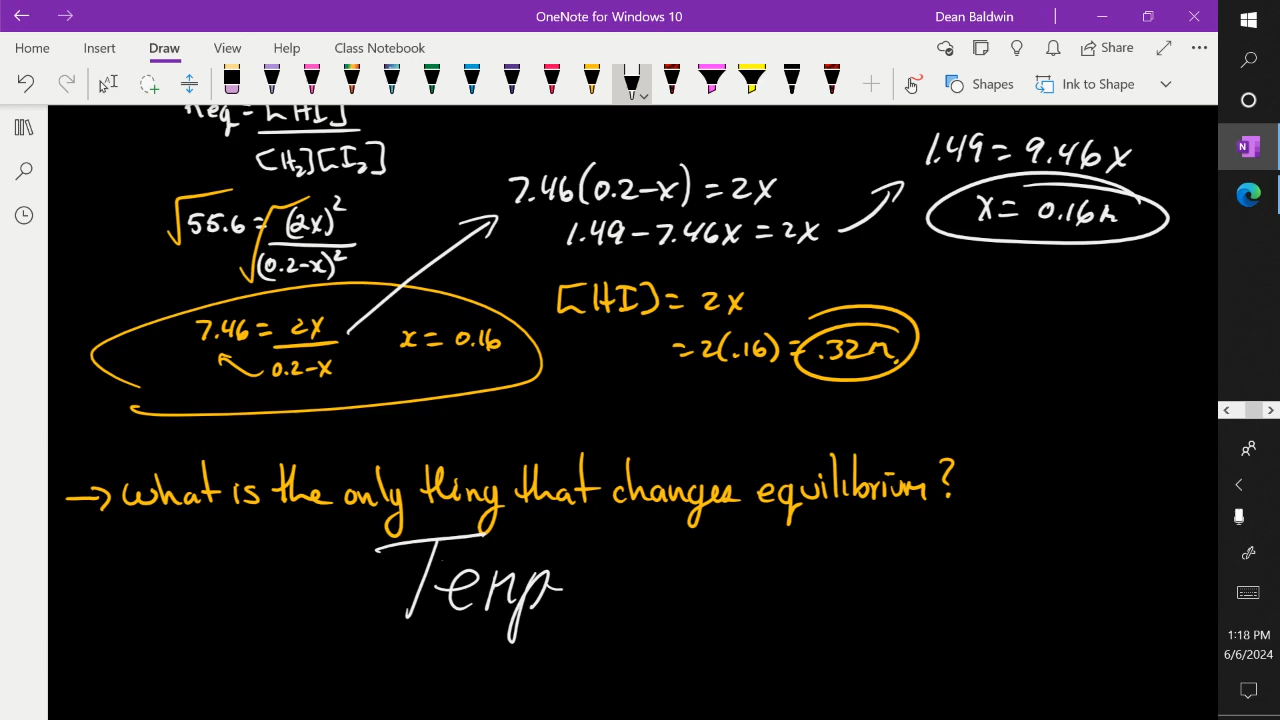 OneNote for Windows 10
Dean Baldwin
Home Insert Draw View Help Class Notebook
Share
Shapes
Ink to Shape
Keq = [HI]
[H₂][I₂]
√55.6 = √(2x)²
(0.2-x)²
7.46 = 2x
0.2-x
x = 0.16
7.46(0.2-x) = 2x
1.49-7.46x = 2x
1.49 = 9.46x
x = 0.16M
[HI] = 2x
= 2(.16) = .32M
→ What is the only thing that changes equilibrium?
Temp
1:18 PM
6/6/2024